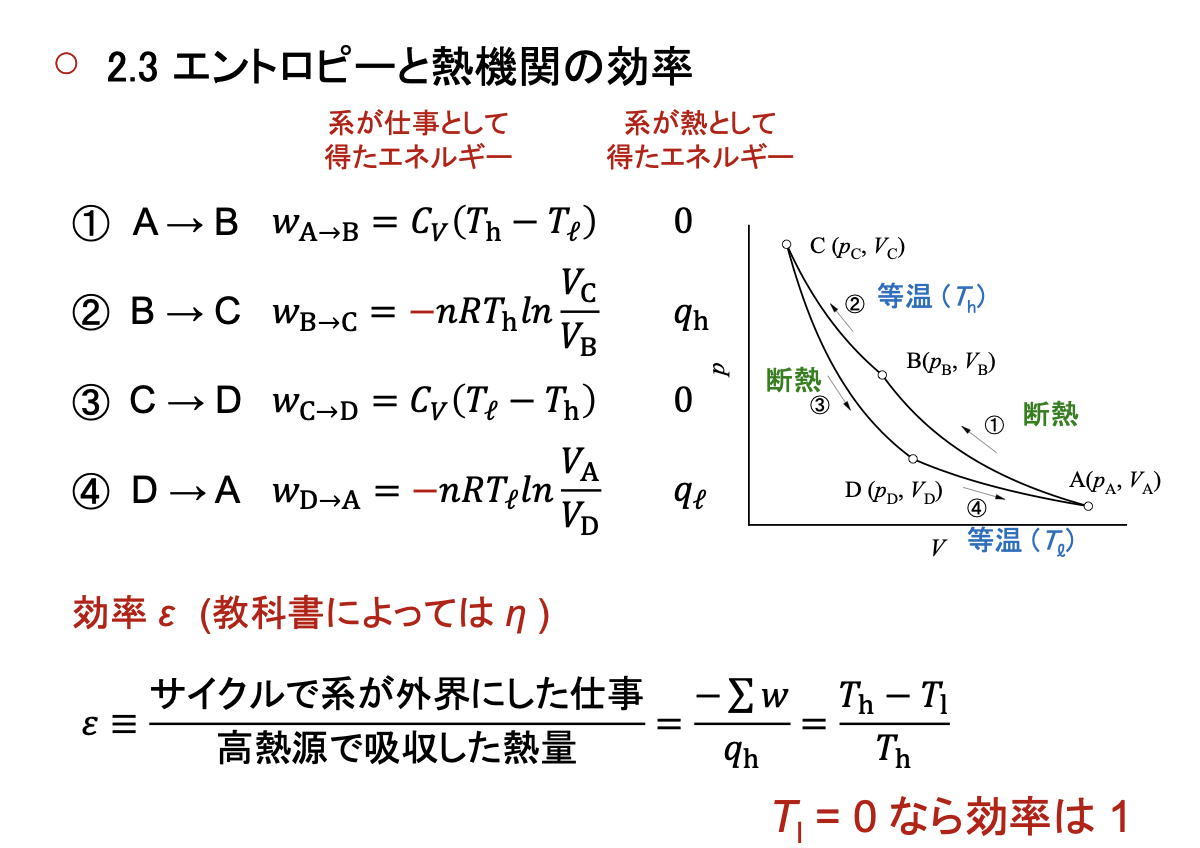 ○ 2.3 エントロピーと熱機関の効率
系が仕事として
得たエネルギー
系が熱として
得たエネルギー
① A → B w_{A→B} = C_V(T_h − T_ℓ) 0
② B → C w_{B→C} = −nRT_h ln V_C/V_B q_h
③ C → D w_{C→D} = C_V(T_ℓ − T_h) 0
④ D → A w_{D→A} = −nRT_ℓ ln V_A/V_D q_ℓ
C (p_C, V_C)
② 等温 (T_h)
B(p_B, V_B)
p
断熱
③
① 断熱
A(p_A, V_A)
D (p_D, V_D)
④
V 等温 (T_ℓ)
効率 ε (教科書によっては η )
ε ≡ サイクルで系が外界にした仕事/高熱源で吸収した熱量 = −∑w/q_h = T_h − T_l/T_h
T_l = 0 なら効率は 1